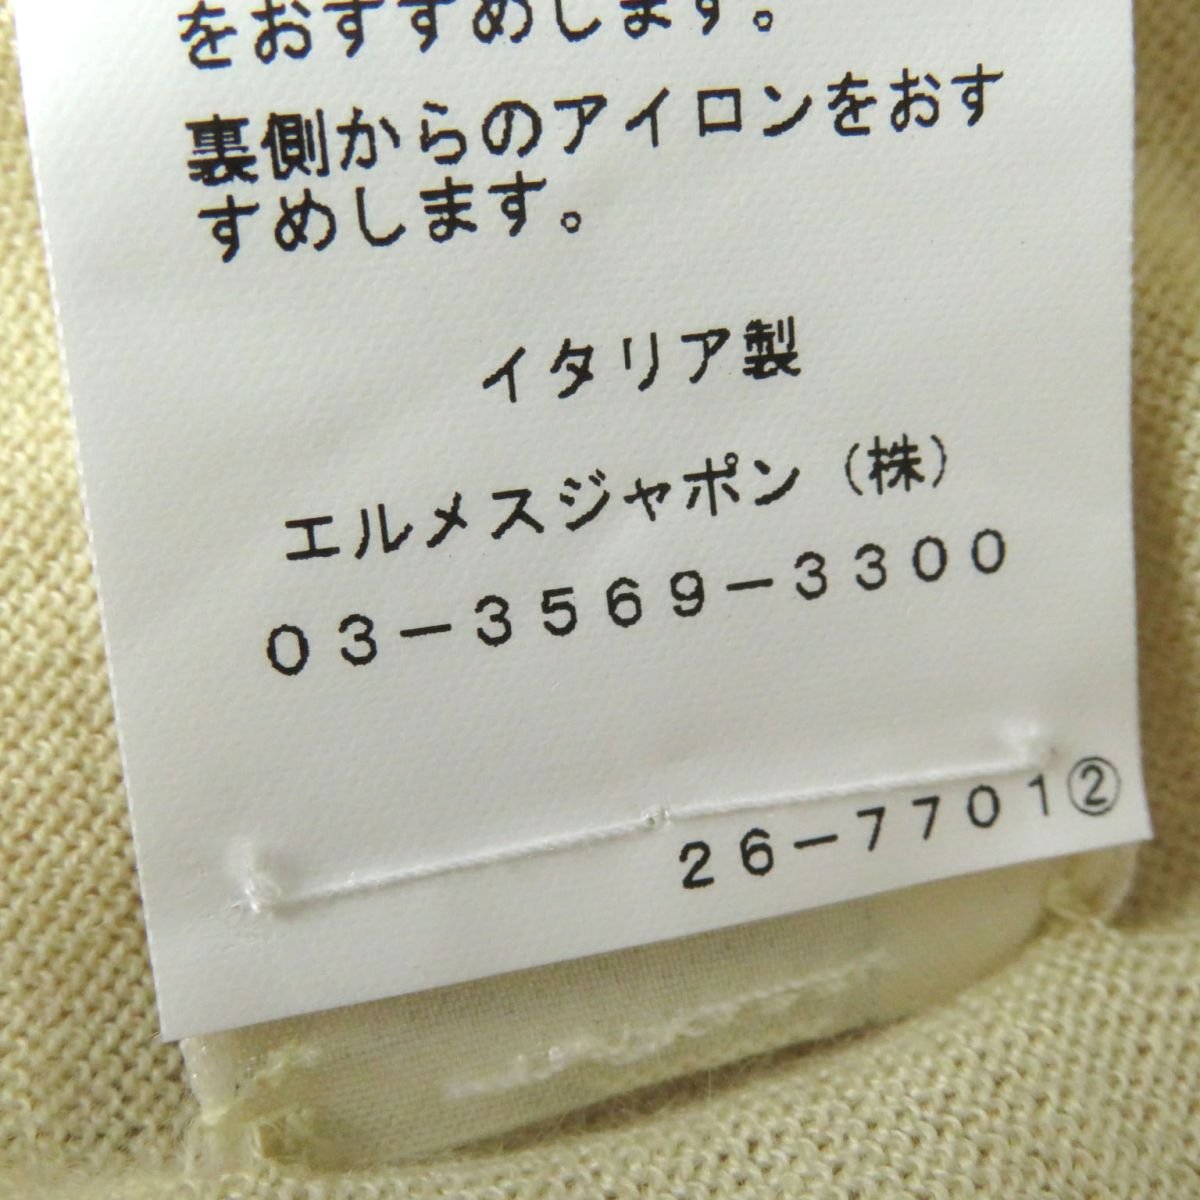 をおすすめします。
裏側からのアイロンをおす
すめします。
イタリア製
エルメスジャポン（株）
03-3569-3300
26-7701②